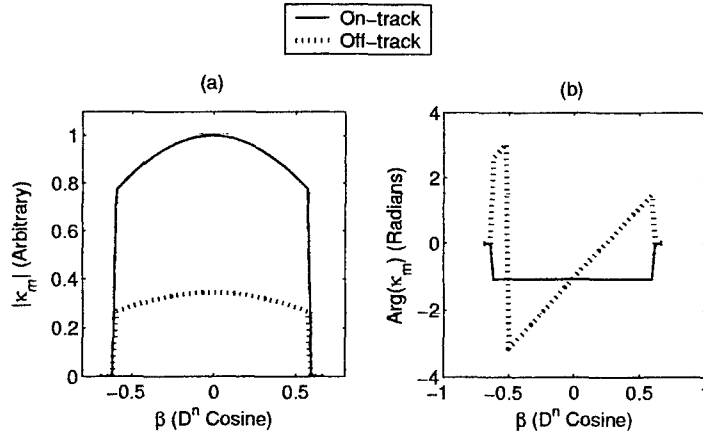 On-track
Off-track
(a)
1
0.8
0.6
0.4
0.2
0
-0.5
0
0.5
|κm| (Arbitrary)
β (Dⁿ Cosine)
(b)
4
2
0
-2
-4
-1
-0.5
0
0.5
1
Arg(κm) (Radians)
β (Dⁿ Cosine)